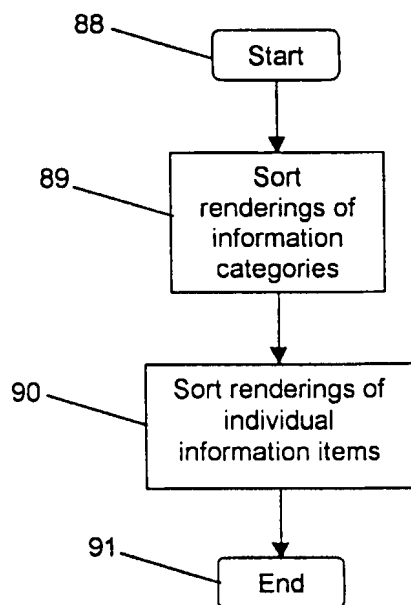 88
Start
89
Sort
renderings of
information
categories
90
Sort renderings of
individual
information items
91
End